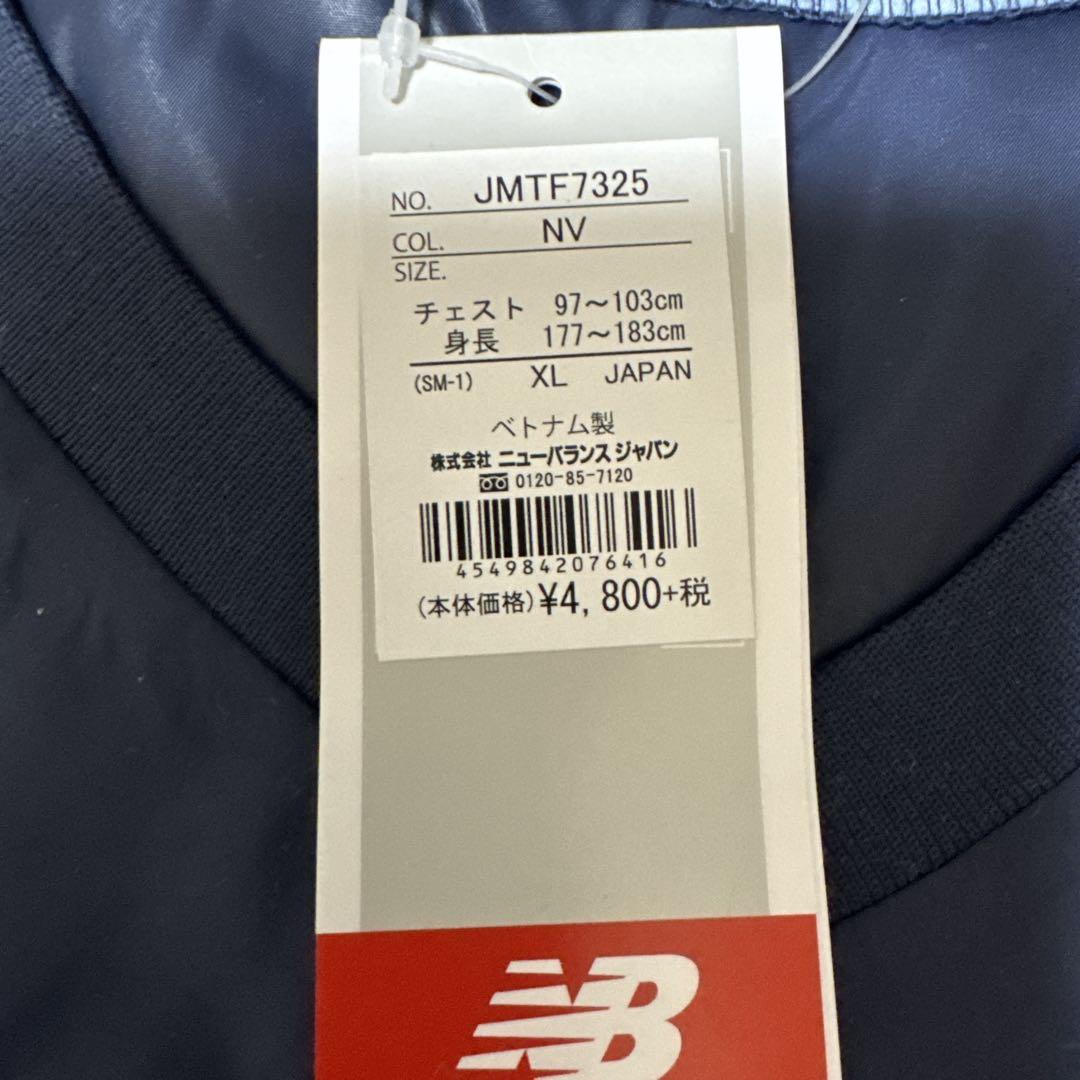 NO. JMTF7325
COL. NV
SIZE.
チェスト 97～103cm
身長 177～183cm
(SM-1) XL JAPAN
ベトナム製
株式会社 ニューバランス ジャパン
0120-85-7120
4549842076416
(本体価格)¥4,800+税
NB